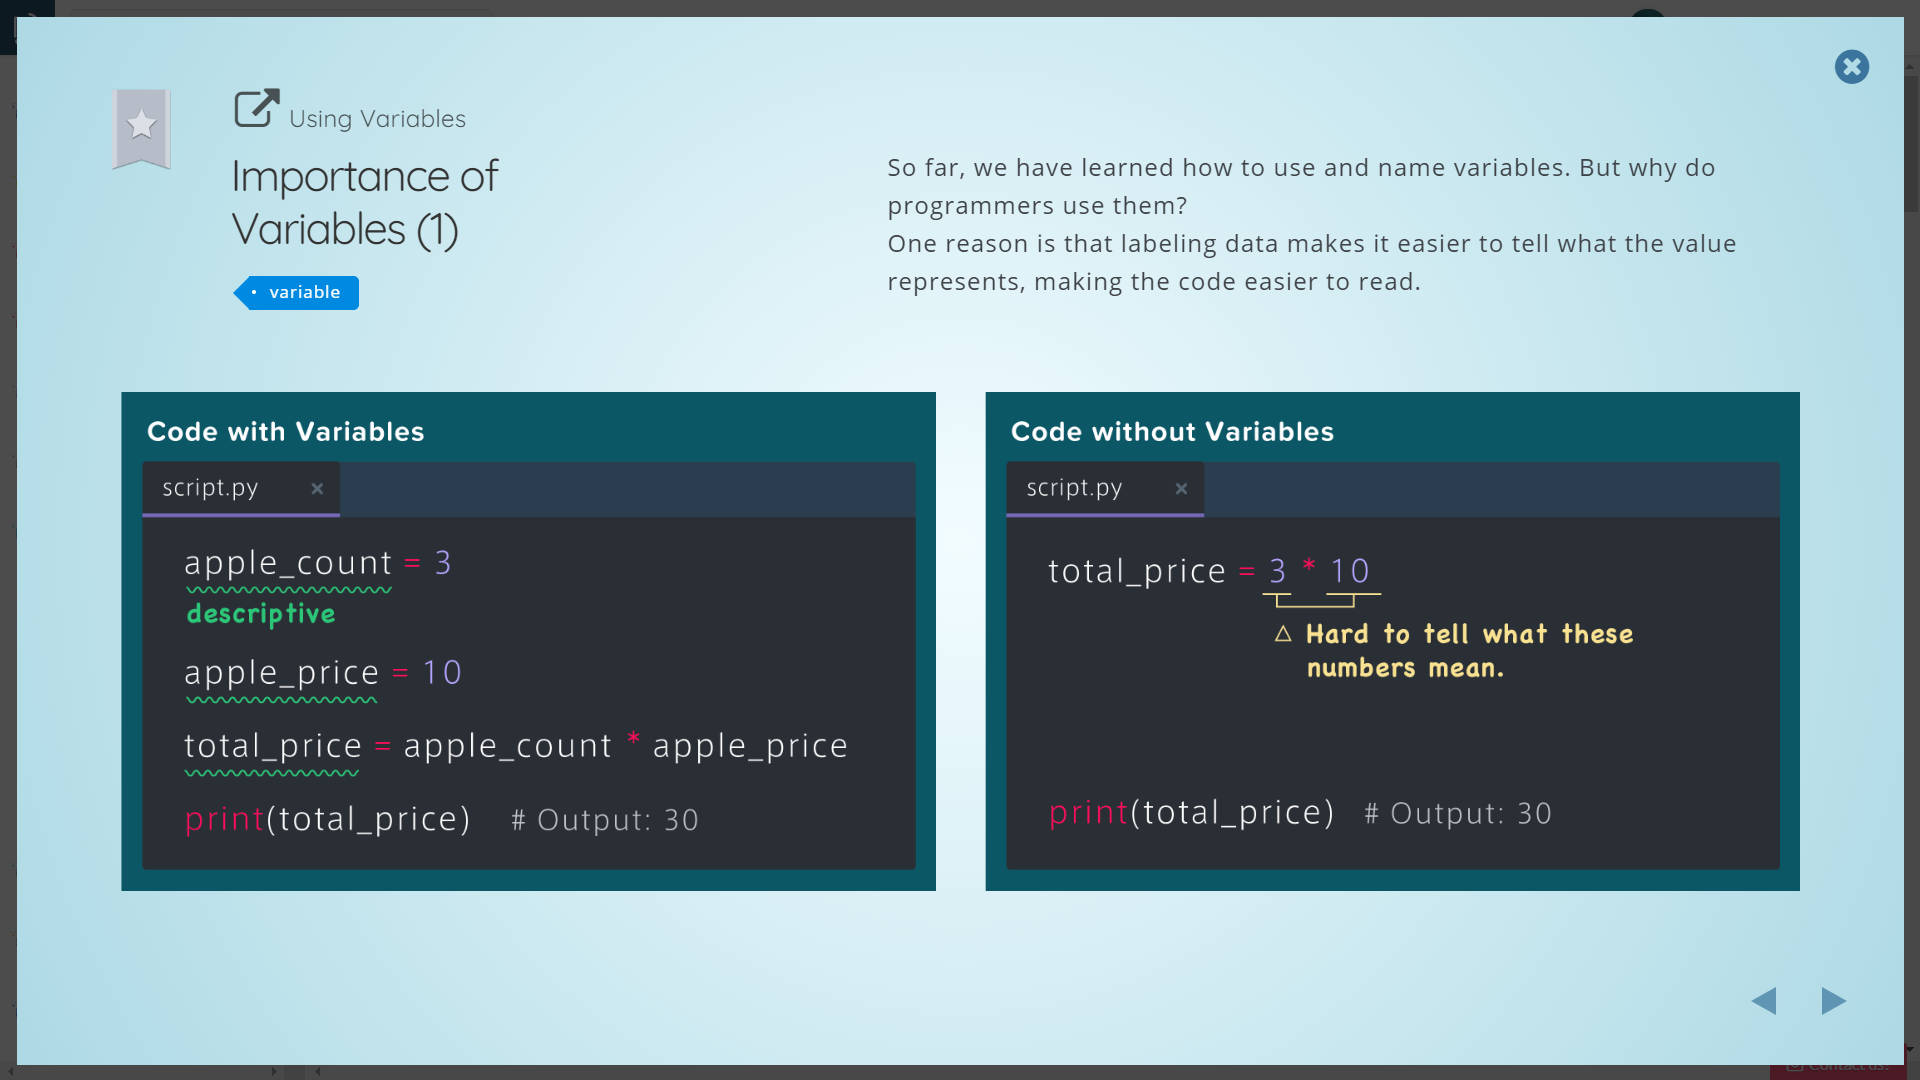 Using Variables
Importance of
Variables (1)
variable
So far, we have learned how to use and name variables. But why do
programmers use them?
One reason is that labeling data makes it easier to tell what the value
represents, making the code easier to read.
Code with Variables
script.py
apple_count = 3
descriptive
apple_price = 10
total_price = apple_count * apple_price
print(total_price) # Output: 30
Code without Variables
script.py
total_price = 3 * 10
Hard to tell what these
numbers mean.
print(total_price) # Output: 30
Contact us!